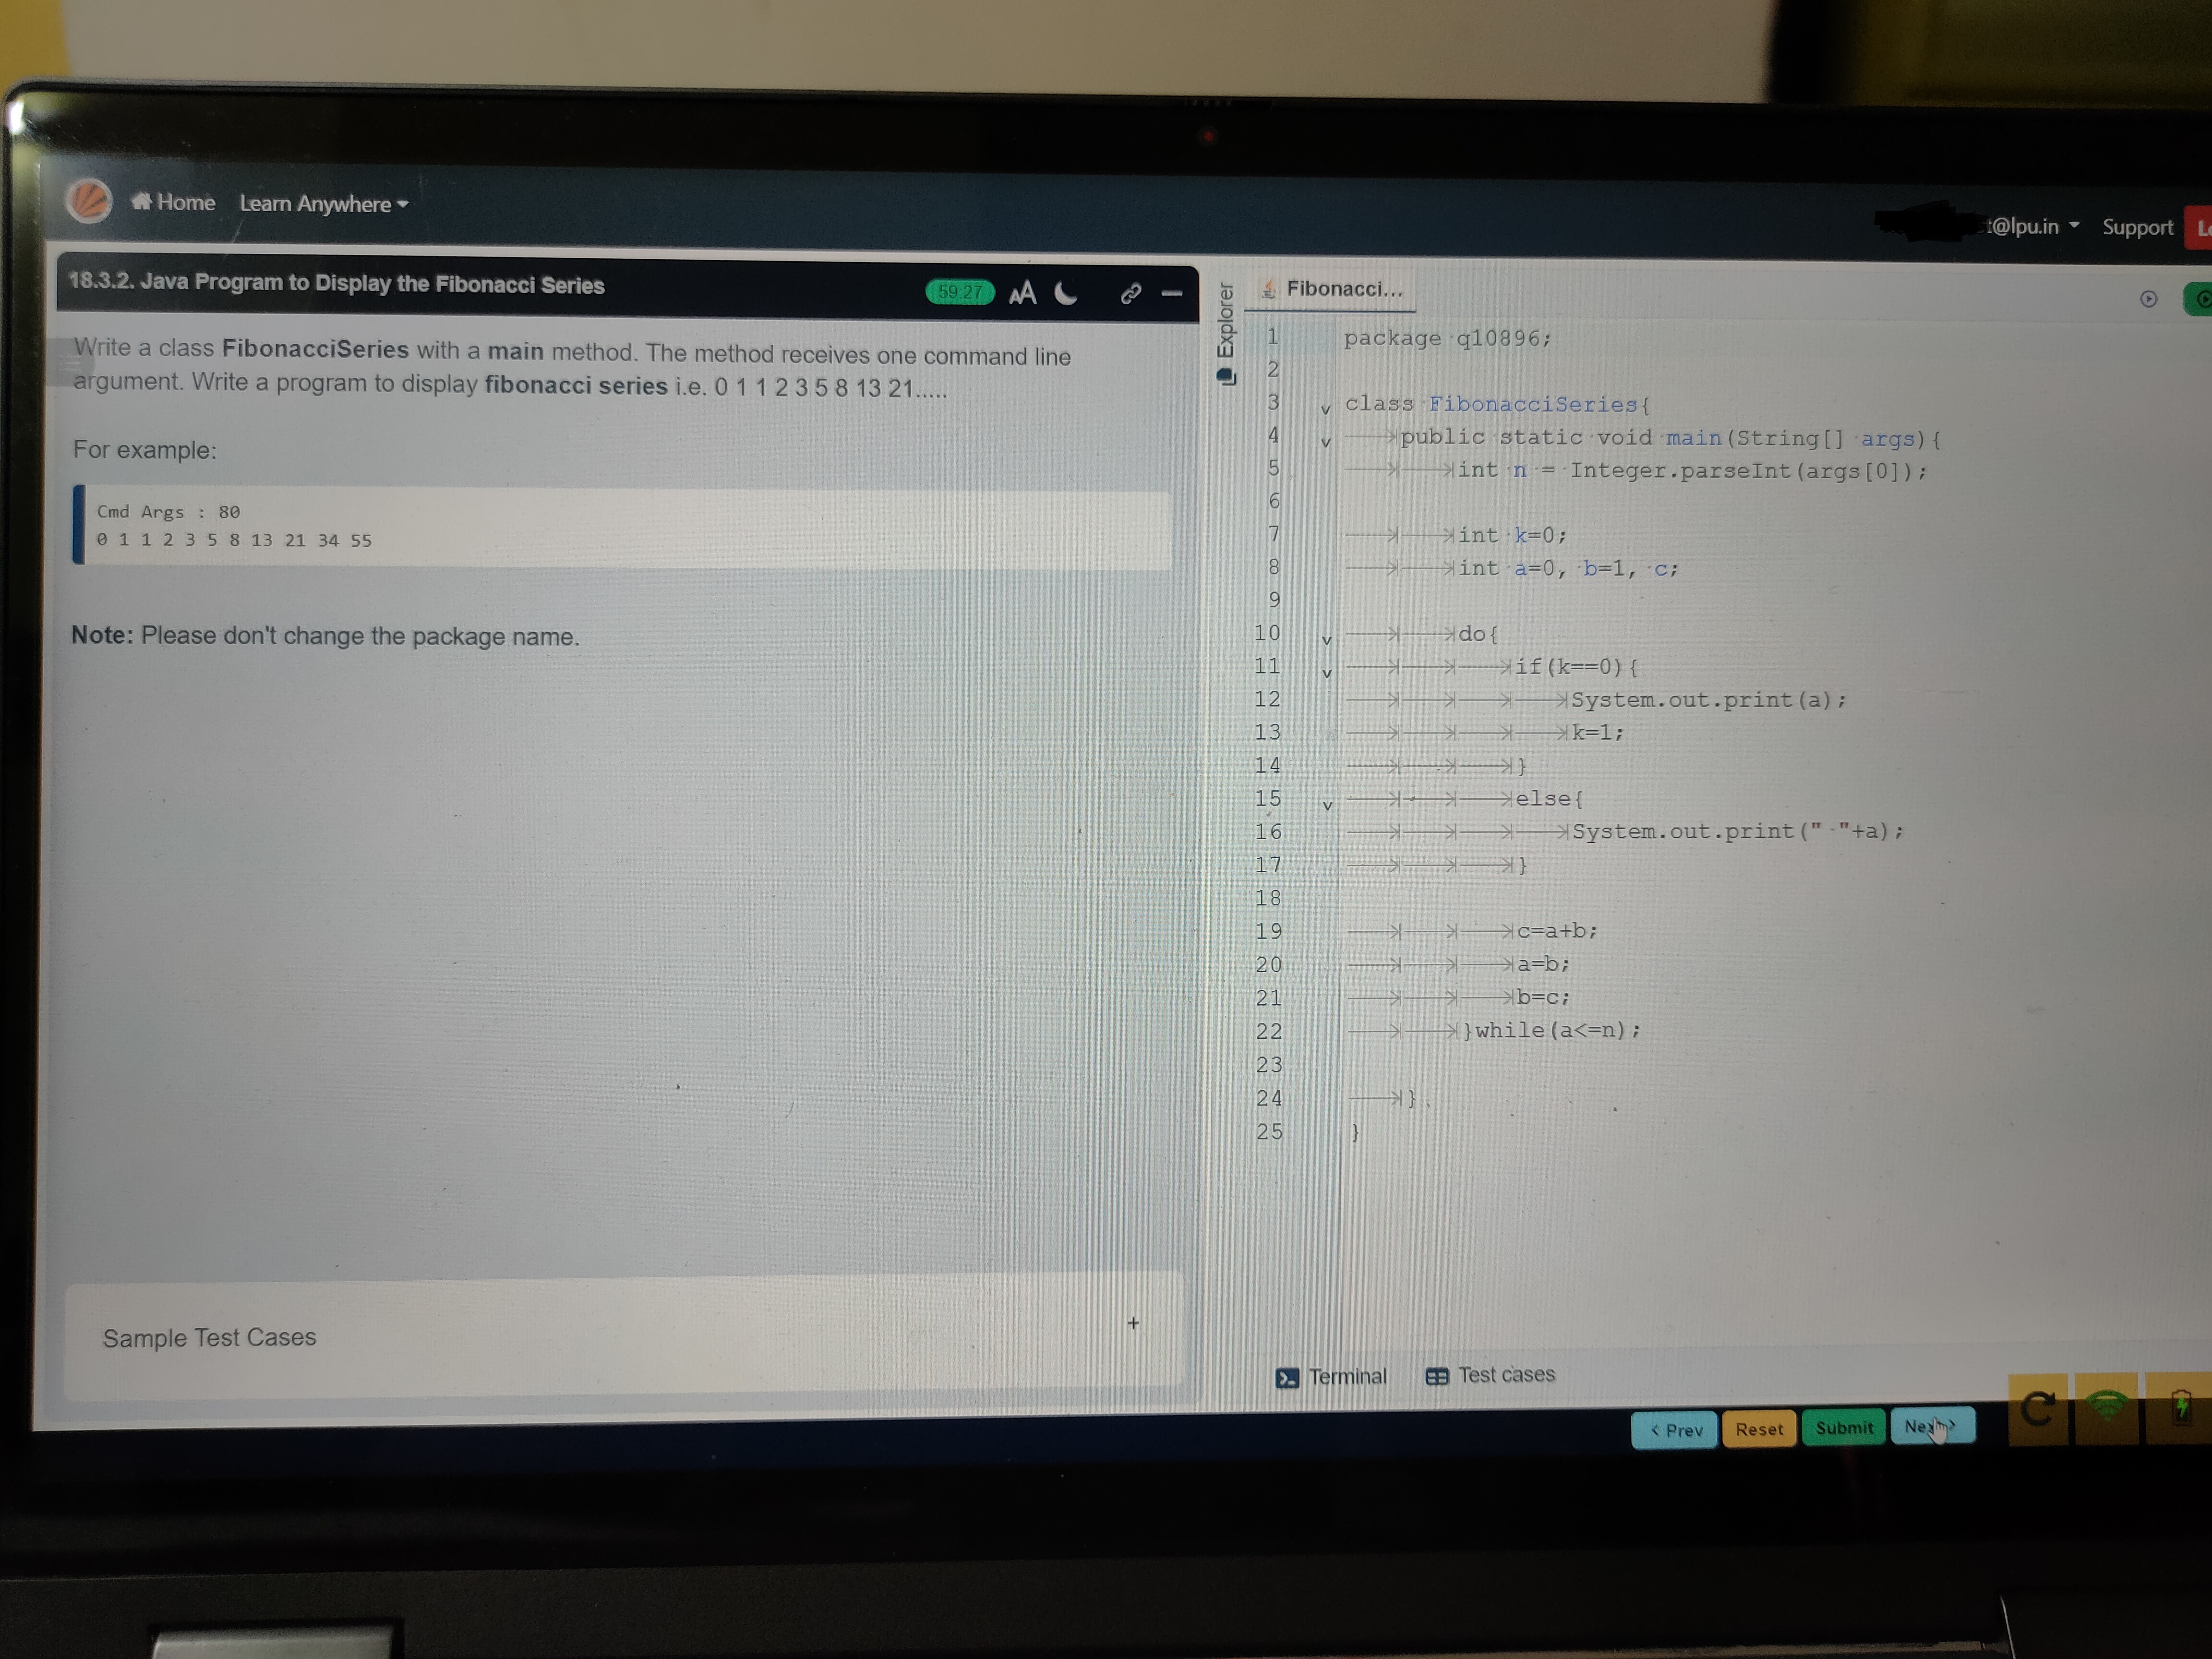 Home Learn Anywhere
t@lpu.in Support
18.3.2. Java Program to Display the Fibonacci Series 59:27 AA
Write a class FibonacciSeries with a main method. The method receives one command line
argument. Write a program to display fibonacci series i.e. 0 1 1 2 3 5 8 13 21.....
For example:
Cmd Args : 80
0 1 1 2 3 5 8 13 21 34 55
Note: Please don't change the package name.
Sample Test Cases +
Explorer
Fibonacci...
1 package q10896;
2
3 class FibonacciSeries{
4 public static void main(String[] args){
5 int n = Integer.parseInt(args[0]);
6
7 int k=0;
8 int a=0, b=1, c;
9
10 do{
11 if(k==0){
12 System.out.print(a);
13 k=1;
14 }
15 else{
16 System.out.print(" "+a);
17 }
18
19 c=a+b;
20 a=b;
21 b=c;
22 }while(a<=n);
23
24 }
25 }
Terminal Test cases
< Prev Reset Submit